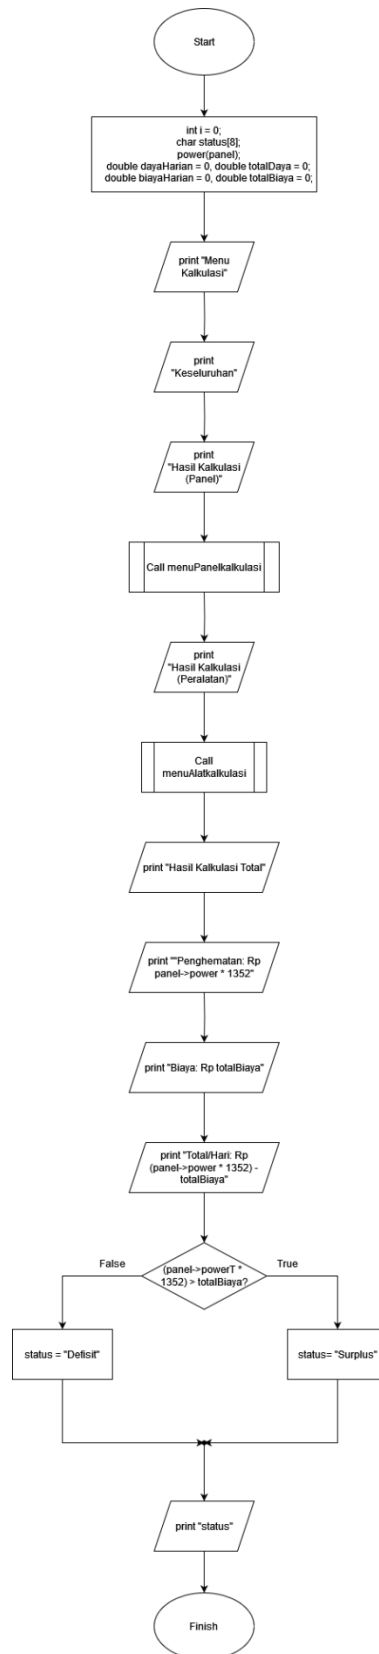 Start
int i = 0;
char status[8];
power(panel);
double dayaHarian = 0, double totalDaya = 0;
double biayaHarian = 0, double totalBiaya = 0;
print "Menu
Kalkulasi"
print
"Keseluruhan"
print
"Hasil Kalkulasi
(Panel)"
Call menuPanelkalkulasi
print
"Hasil Kalkulasi
(Peralatan)"
Call
menuAlatkalkulasi
print "Hasil Kalkulasi Total"
print ""Penghematan: Rp
panel->power * 1352"
print "Biaya: Rp totalBiaya"
print "Total/Hari: Rp
(panel->power * 1352) -
totalBiaya"
False
(panel->powerT *
1352) > totalBiaya?
True
status = "Defisit"
status= "Surplus"
print "status"
Finish